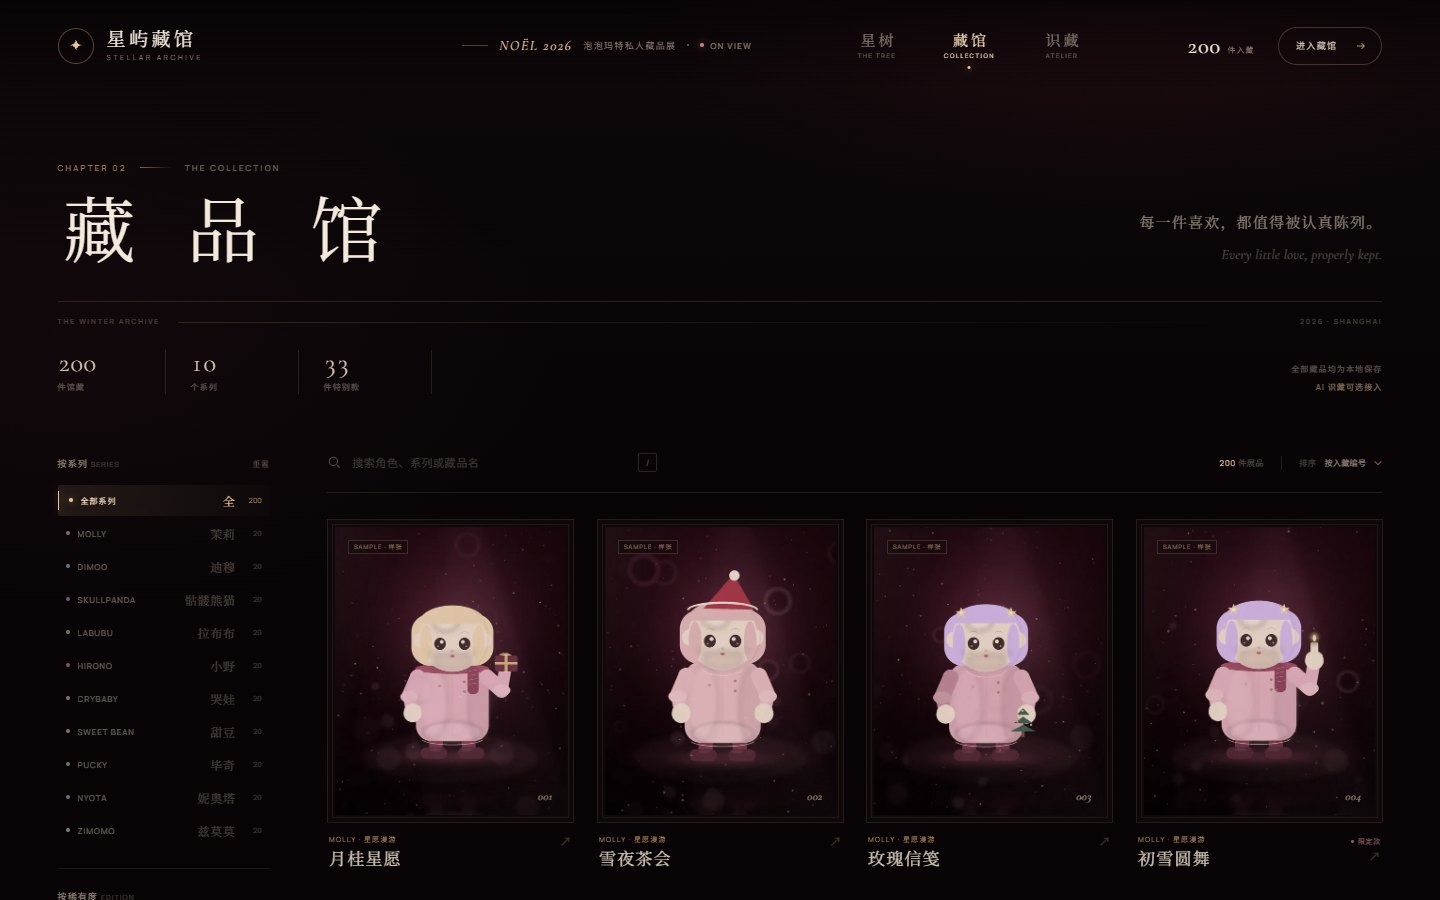 星屿藏馆
STELLAR ARCHIVE
NOËL 2026 泡泡玛特私人藏品展 · ON VIEW
星树
THE TREE
藏馆
COLLECTION
识藏
ATELIER
200 件入藏
进入藏馆 →
CHAPTER 02 THE COLLECTION
藏品馆
每一件喜欢，都值得被认真陈列。
Every little love, properly kept.
THE WINTER ARCHIVE
2026 · SHANGHAI
200
件馆藏
10
个系列
33
件特别款
全部藏品均为本地保存
AI 识藏可选接入
按系列 SERIES 重置
全部系列 全 200
MOLLY 茉莉 20
DIMOO 迪穆 20
SKULLPANDA 骷髅熊猫 20
LABUBU 拉布布 20
HIRONO 小野 20
CRYBABY 哭娃 20
SWEET BEAN 甜豆 20
PUCKY 毕奇 20
NYOTA 妮奥塔 20
ZIMOMO 兹莫莫 20
按稀有度 EDITION
搜索角色、系列或藏品名 /
200 件展品 排序 按入藏编号
SAMPLE · 样张
001
MOLLY · 星愿漫游 ↗
月桂星愿
SAMPLE · 样张
002
MOLLY · 星愿漫游 ↗
雪夜茶会
SAMPLE · 样张
003
MOLLY · 星愿漫游 ↗
玫瑰信笺
SAMPLE · 样张
004
MOLLY · 星愿漫游 限定款
初雪圆舞 ↗